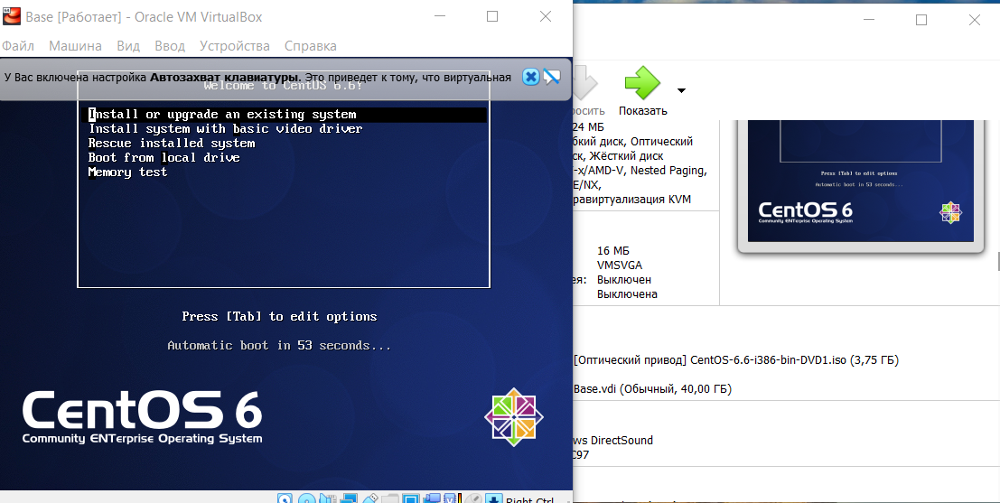 Base [Работает] - Oracle VM VirtualBox
Файл Машина Вид Ввод Устройства Справка
У Вас включена настройка Автозахват клавиатуры. Это приведет к тому, что виртуальная
Welcome to CentOS 6.6!
Install or upgrade an existing system
Install system with basic video driver
Rescue installed system
Boot from local drive
Memory test
Press [Tab] to edit options
Automatic boot in 53 seconds...
CentOS 6
Community ENTerprise Operating System
Right Ctrl
Показать
24 МБ
бкий диск, Оптический
ск, Жёсткий диск
T-x/AMD-V, Nested Paging,
E/NX,
равиртуализация KVM
16 МБ
VMSVGA
ея: Выключен
Выключена
[Оптический привод] CentOS-6.6-i386-bin-DVD1.iso (3,75 ГБ)
Base.vdi (Обычный, 40,00 ГБ)
ws DirectSound
C97
Press [Tab] to edit options
Automatic boot in 53 seconds...
CentOS 6
Community ENTerprise Operating System